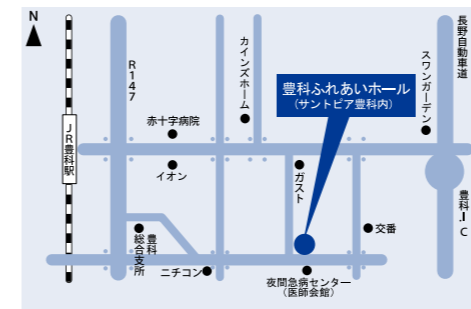 N
R147
カインズホーム
長野自動車道
スワンガーデン
豊科ふれあいホール
（サントピア豊科内）
赤十字病院
JR豊科駅
イオン
ガスト
豊科.IC
交番
豊科
総合支所
ニチコン
夜間急病センター
（医師会館）